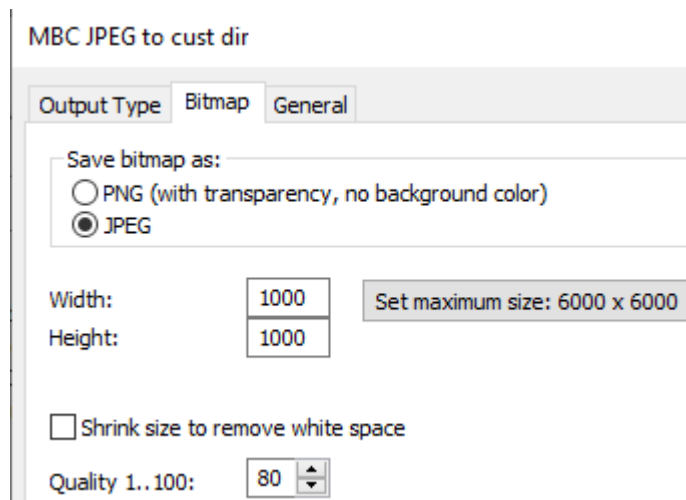 MBC JPEG to cust dir
Output Type Bitmap General
Save bitmap as:
PNG (with transparency, no background color)
JPEG
Width: 1000 Set maximum size: 6000 x 6000
Height: 1000
Shrink size to remove white space
Quality 1..100: 80